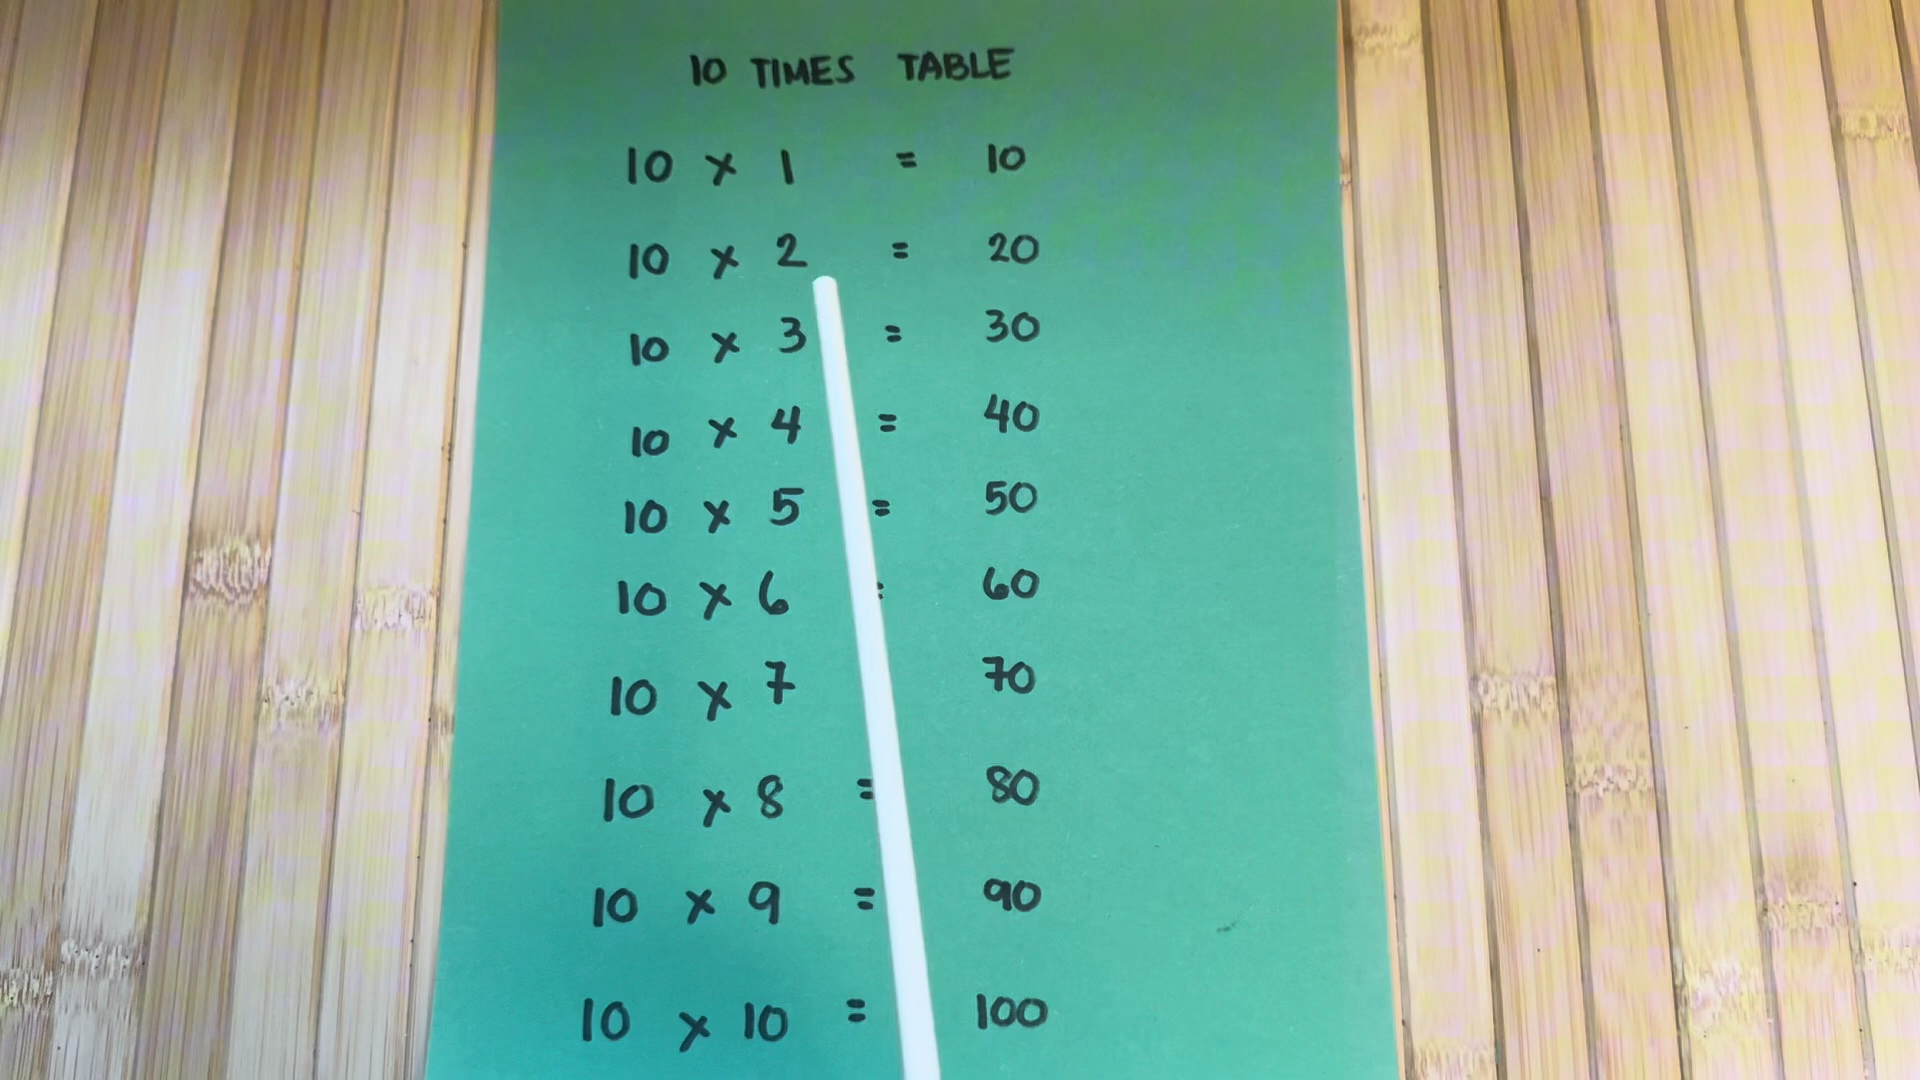 10 TIMES TABLE
10 x 1 = 10
10 x 2 = 20
10 x 3 = 30
10 x 4 = 40
10 x 5 = 50
10 x 6 = 60
10 x 7 70
10 x 8 = 80
10 x 9 = 90
10 x 10 = 100